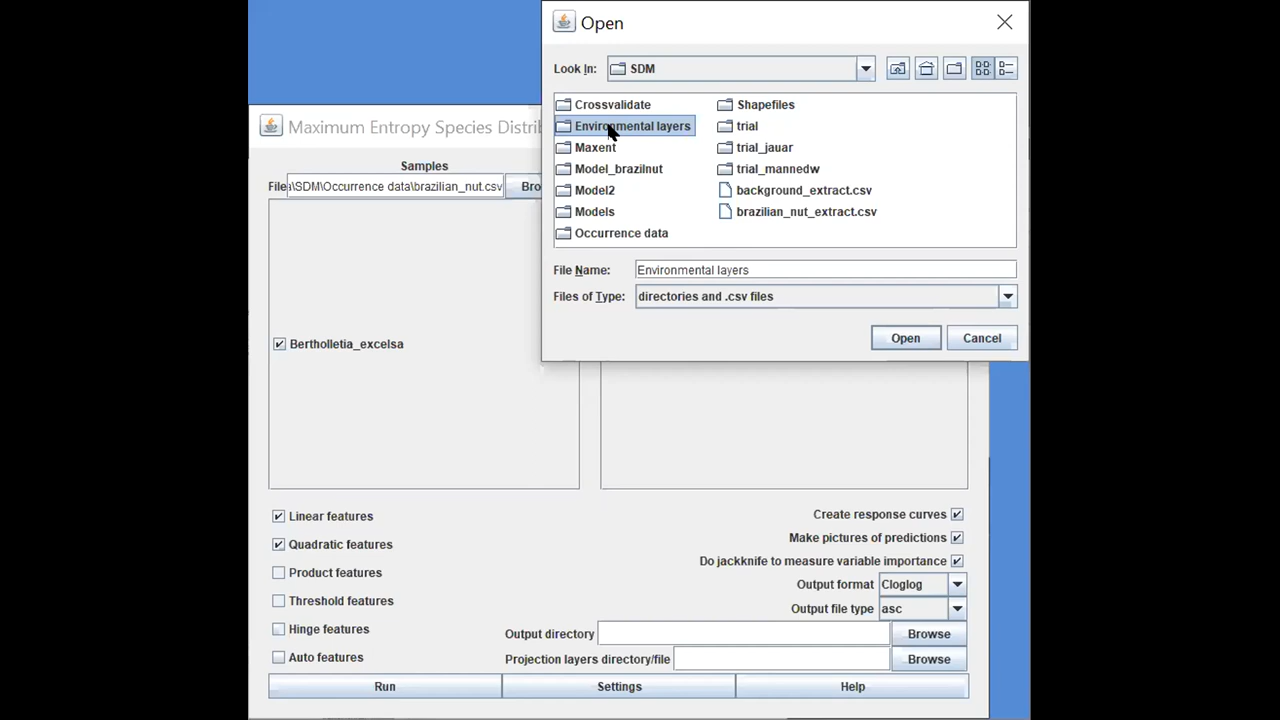 Open
Look In: SDM
Crossvalidate
Environmental layers
Maxent
Model_brazilnut
Model2
Models
Occurrence data
Shapefiles
trial
trial_jauar
trial_mannedw
background_extract.csv
brazilian_nut_extract.csv
File Name: Environmental layers
Files of Type: directories and .csv files
Open Cancel
Maximum Entropy Species Distrib
Samples
File a\SDM\Occurrence data\brazilian_nut.csv Bro
Bertholletia_excelsa
Linear features
Quadratic features
Product features
Threshold features
Hinge features
Auto features
Create response curves
Make pictures of predictions
Do jackknife to measure variable importance
Output format Cloglog
Output file type asc
Output directory Browse
Projection layers directory/file Browse
Run Settings Help